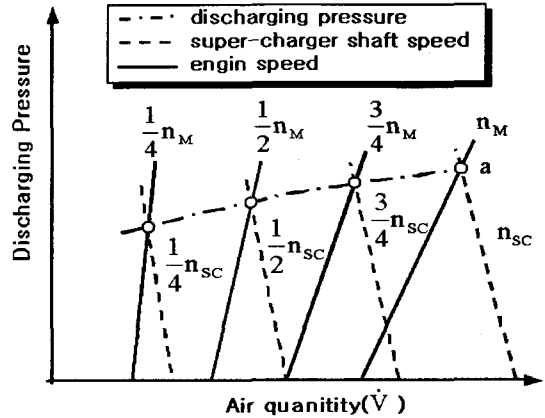 discharging pressure
super-charger shaft speed
engin speed
Discharging Pressure
1/4 n_M
1/2 n_M
3/4 n_M
n_M
a
1/4 n_SC
1/2 n_SC
3/4 n_SC
n_SC
Air quanitity(V̇)